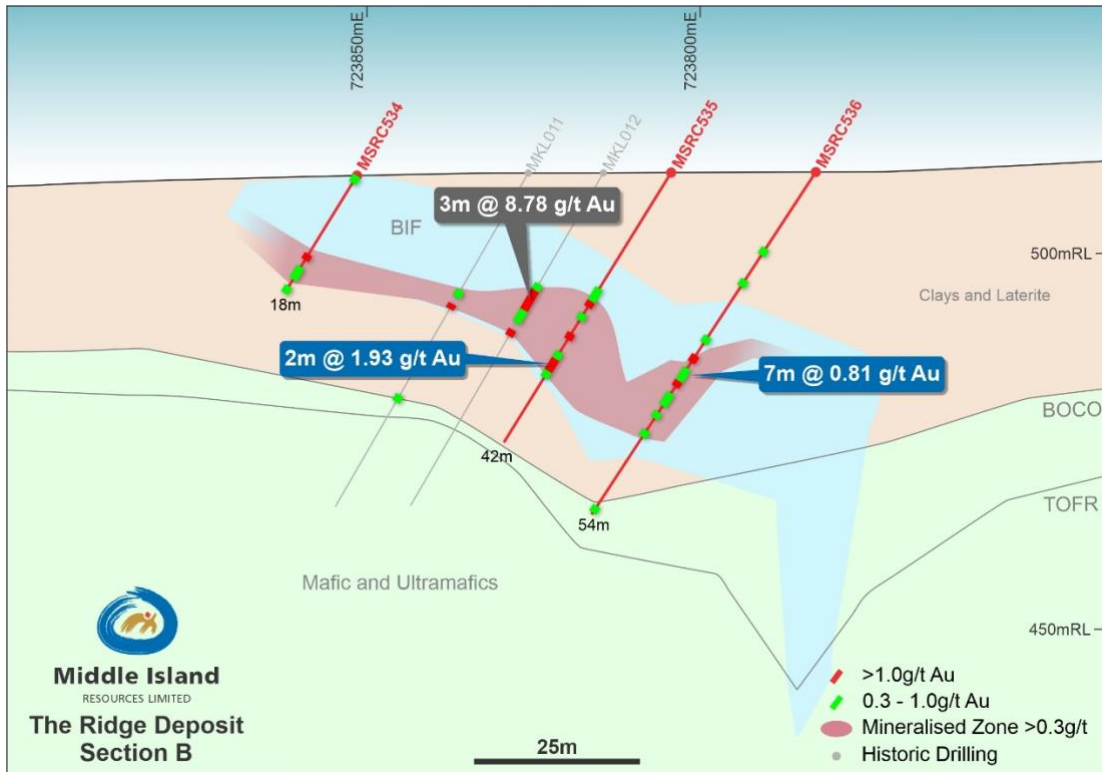 723850mE
723800mE
MSRC534
MKL011
MKL012
MSRC535
MSRC536
3m @ 8.78 g/t Au
BIF
500mRL
Clays and Laterite
18m
2m @ 1.93 g/t Au
7m @ 0.81 g/t Au
BOCO
42m
TOFR
54m
Mafic and Ultramafics
450mRL
Middle Island
RESOURCES LIMITED
The Ridge Deposit
Section B
25m
>1.0g/t Au
0.3 - 1.0g/t Au
Mineralised Zone >0.3g/t
Historic Drilling